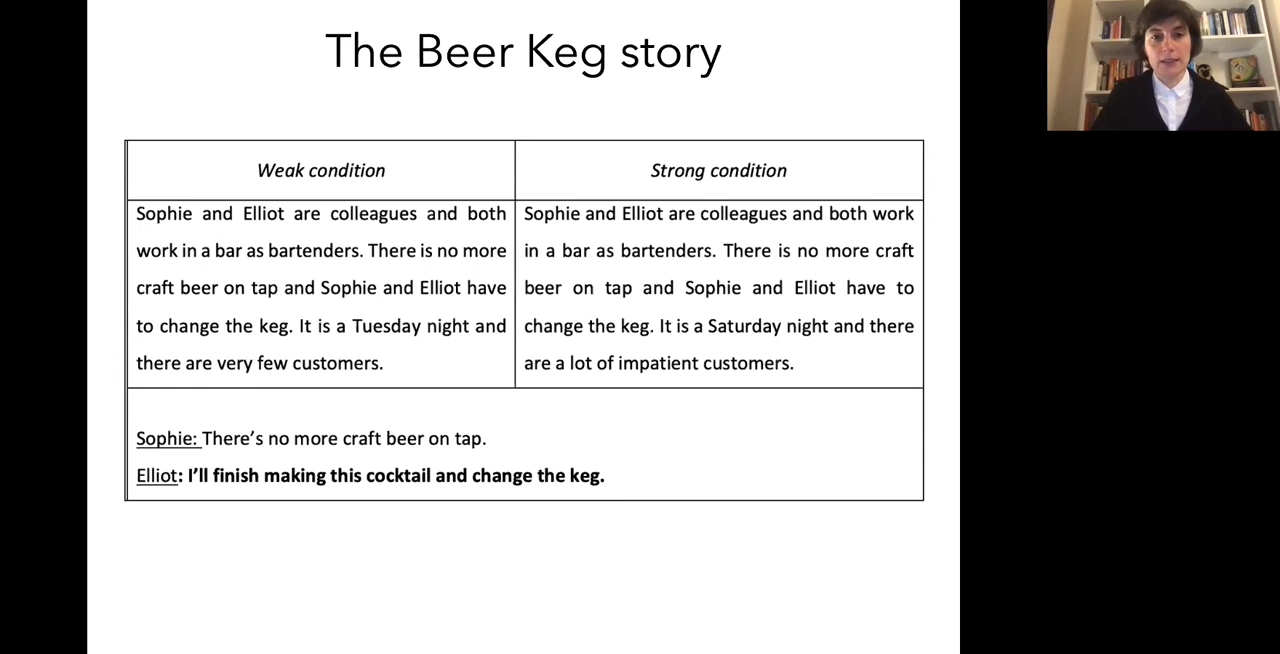 The Beer Keg story
Weak condition
Strong condition
Sophie and Elliot are colleagues and both
work in a bar as bartenders. There is no more
craft beer on tap and Sophie and Elliot have
to change the keg. It is a Tuesday night and
there are very few customers.
Sophie and Elliot are colleagues and both work
in a bar as bartenders. There is no more craft
beer on tap and Sophie and Elliot have to
change the keg. It is a Saturday night and there
are a lot of impatient customers.
Sophie: There's no more craft beer on tap.
Elliot: I'll finish making this cocktail and change the keg.